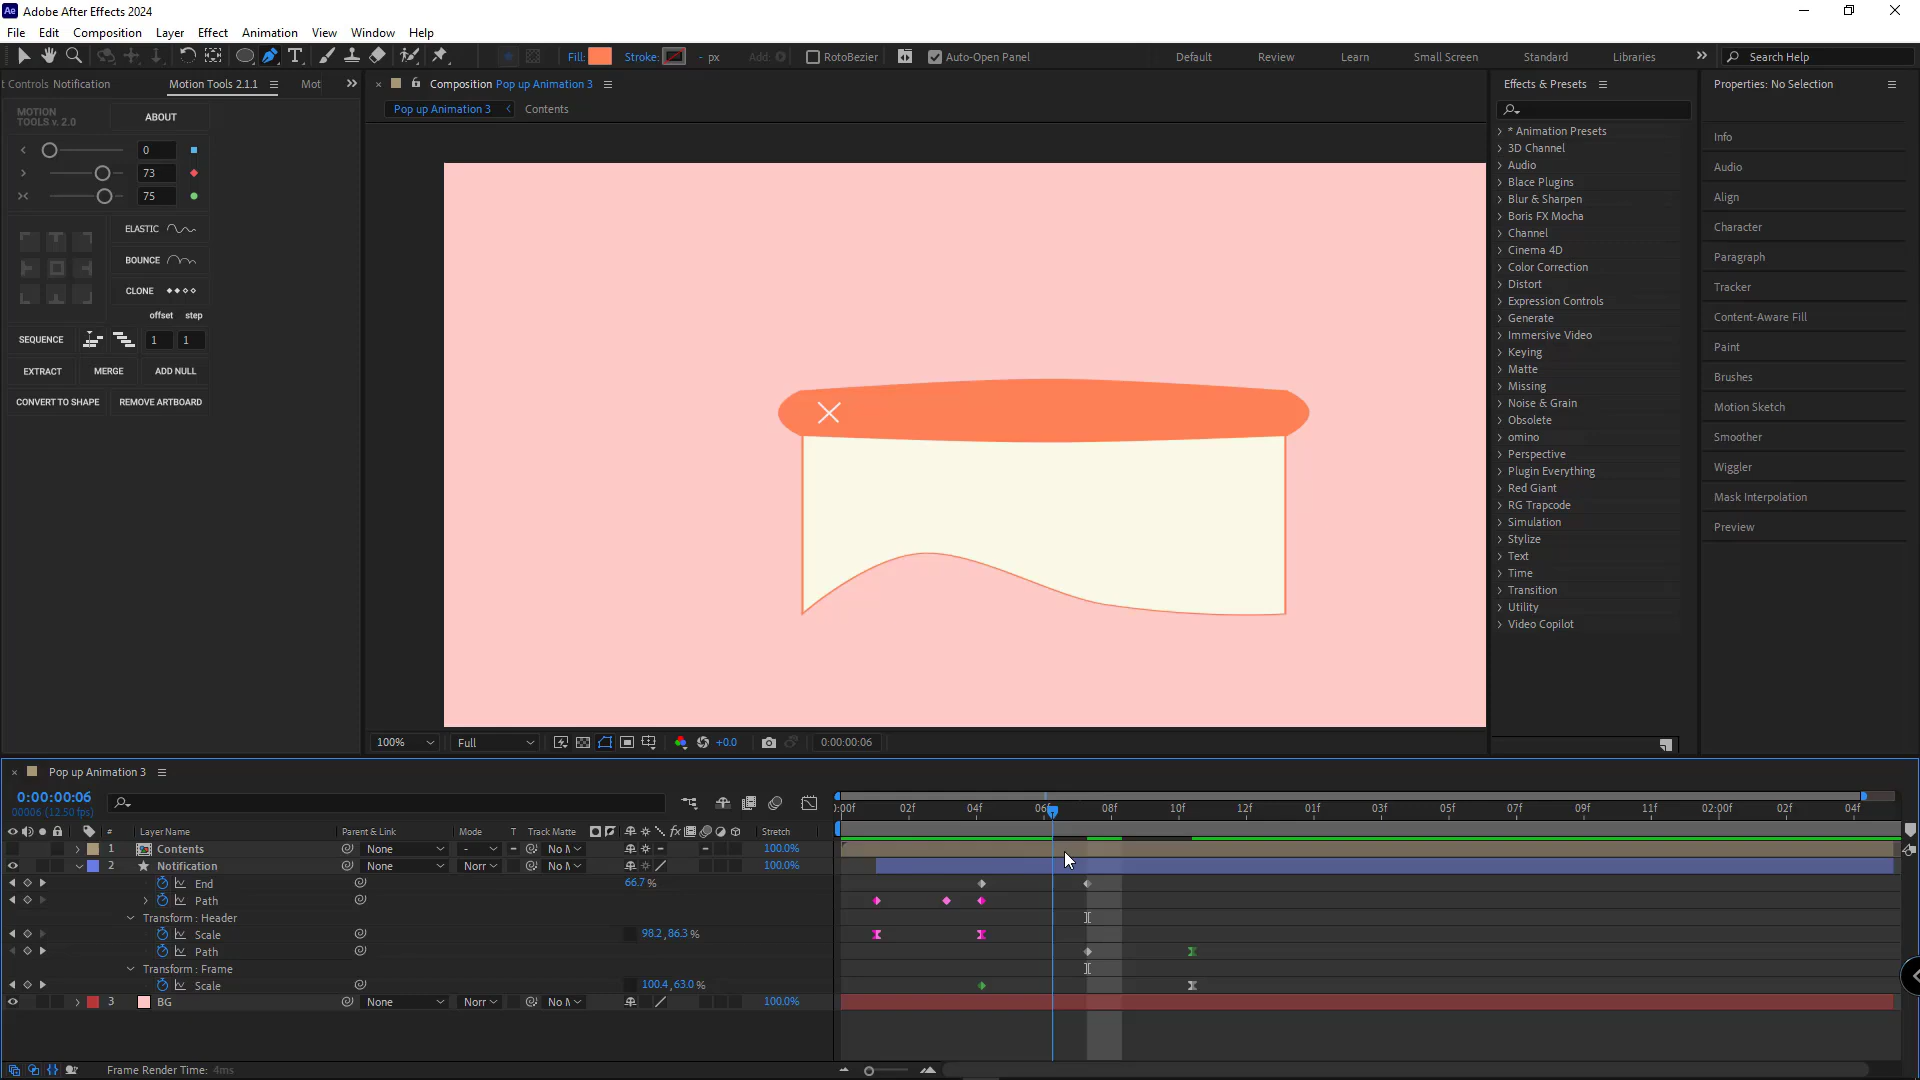 Ae Adobe After Effects 2024
File Edit Composition Layer Effect Animation View Window Help
Fill: Stroke: - px Add: RotoBezier Auto-Open Panel Default Review Learn Small Screen Standard Libraries Search Help
t Controls Notification Motion Tools 2.1.1 Mot
Composition Pop up Animation 3
Effects & Presets
Properties: No Selection
Pop up Animation 3 Contents
MOTION
TOOLS v. 2.0
ABOUT
0
73
75
ELASTIC
BOUNCE
CLONE
offset step
SEQUENCE 1 1
EXTRACT MERGE ADD NULL
CONVERT TO SHAPE REMOVE ARTBOARD
* Animation Presets
3D Channel
Audio
Blace Plugins
Blur & Sharpen
Boris FX Mocha
Channel
Cinema 4D
Color Correction
Distort
Expression Controls
Generate
Immersive Video
Keying
Matte
Missing
Noise & Grain
Obsolete
omino
Perspective
Plugin Everything
Red Giant
RG Trapcode
Simulation
Stylize
Text
Time
Transition
Utility
Video Copilot
Info
Audio
Align
Character
Paragraph
Tracker
Content-Aware Fill
Paint
Brushes
Motion Sketch
Smoother
Wiggler
Mask Interpolation
Preview
100% Full +0.0 0:00:00:06
Pop up Animation 3
0:00:00:06
00006 (12.50 fps)
):00f 02f 04f 06f 08f 10f 12f 01f 03f 05f 07f 09f 11f 02:00f 02f 04f
# Layer Name Parent & Link Mode T Track Matte fx Stretch
1 Contents None - No M 100.0%
2 Notification None Norr No M 100.0%
End 66.7 %
Path
Transform : Header
Scale 98.2,86.3 %
Path
Transform : Frame
Scale 100.4,63.0 %
3 BG None Norr No M 100.0%
Frame Render Time: 4ms